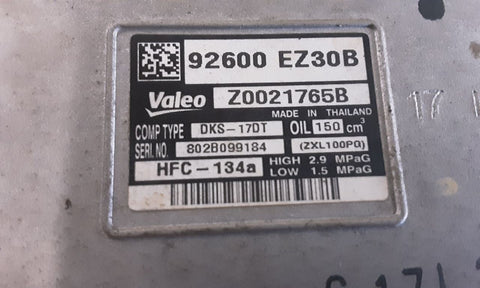 92600 EZ30B
Valeo Z0021765B
MADE IN THAILAND
COMP TYPE DKS-17DT OIL 150 cm³
SERI. NO. 802B099184 (ZXL100PG)
HFC-134a HIGH 2.9 MPaG
LOW 1.5 MPaG
17